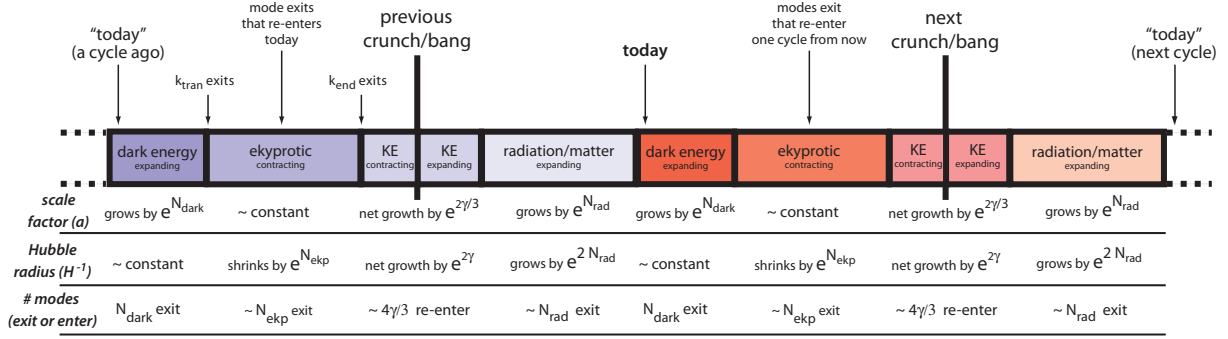 mode exits
that re-enters
today
previous
crunch/bang
modes exit
that re-enter
one cycle from now
next
crunch/bang
"today"
(a cycle ago)
today
"today"
(next cycle)
k_tran exits
k_end exits
dark energy
expanding
ekyprotic
contracting
KE
contracting
KE
expanding
radiation/matter
expanding
dark energy
expanding
ekyprotic
contracting
KE
contracting
KE
expanding
radiation/matter
expanding
scale
factor (a)
grows by e^N_dark
~ constant
net growth by e^2γ/3
grows by e^N_rad
grows by e^N_dark
~ constant
net growth by e^2γ/3
grows by e^N_rad
Hubble
radius (H⁻¹)
~ constant
shrinks by e^N_ekp
net growth by e^2γ
grows by e^2 N_rad
~ constant
shrinks by e^N_ekp
net growth by e^2γ
grows by e^2 N_rad
# modes
(exit or enter)
N_dark exit
~ N_ekp exit
~ 4γ/3 re-enter
~ N_rad exit
N_dark exit
~ N_ekp exit
~ 4γ/3 re-enter
~ N_rad exit